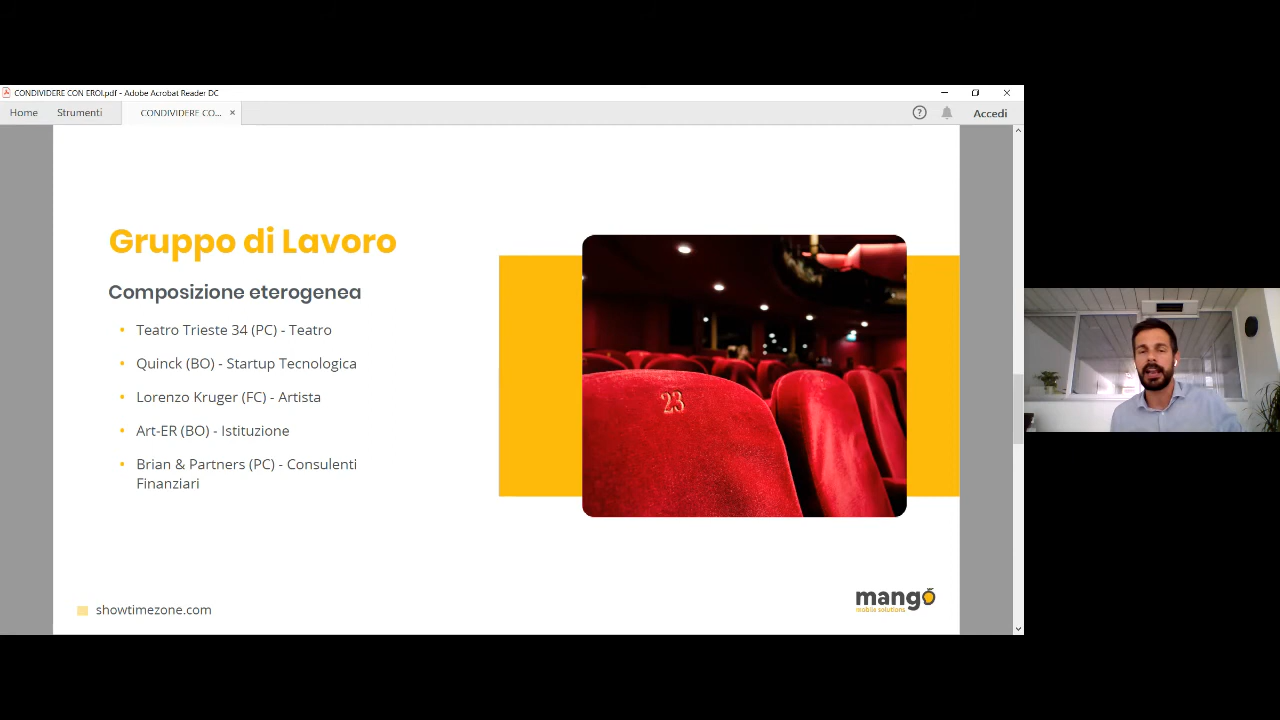 CONDIVIDERE CON EROI.pdf - Adobe Acrobat Reader DC
Home
Strumenti
CONDIVIDERE CO...
Accedi
Gruppo di Lavoro
Composizione eterogenea
Teatro Trieste 34 (PC) - Teatro
Quinck (BO) - Startup Tecnologica
Lorenzo Kruger (FC) - Artista
Art-ER (BO) - Istituzione
Brian & Partners (PC) - Consulenti
Finanziari
23
showtimezone.com
mango
mobile solutions